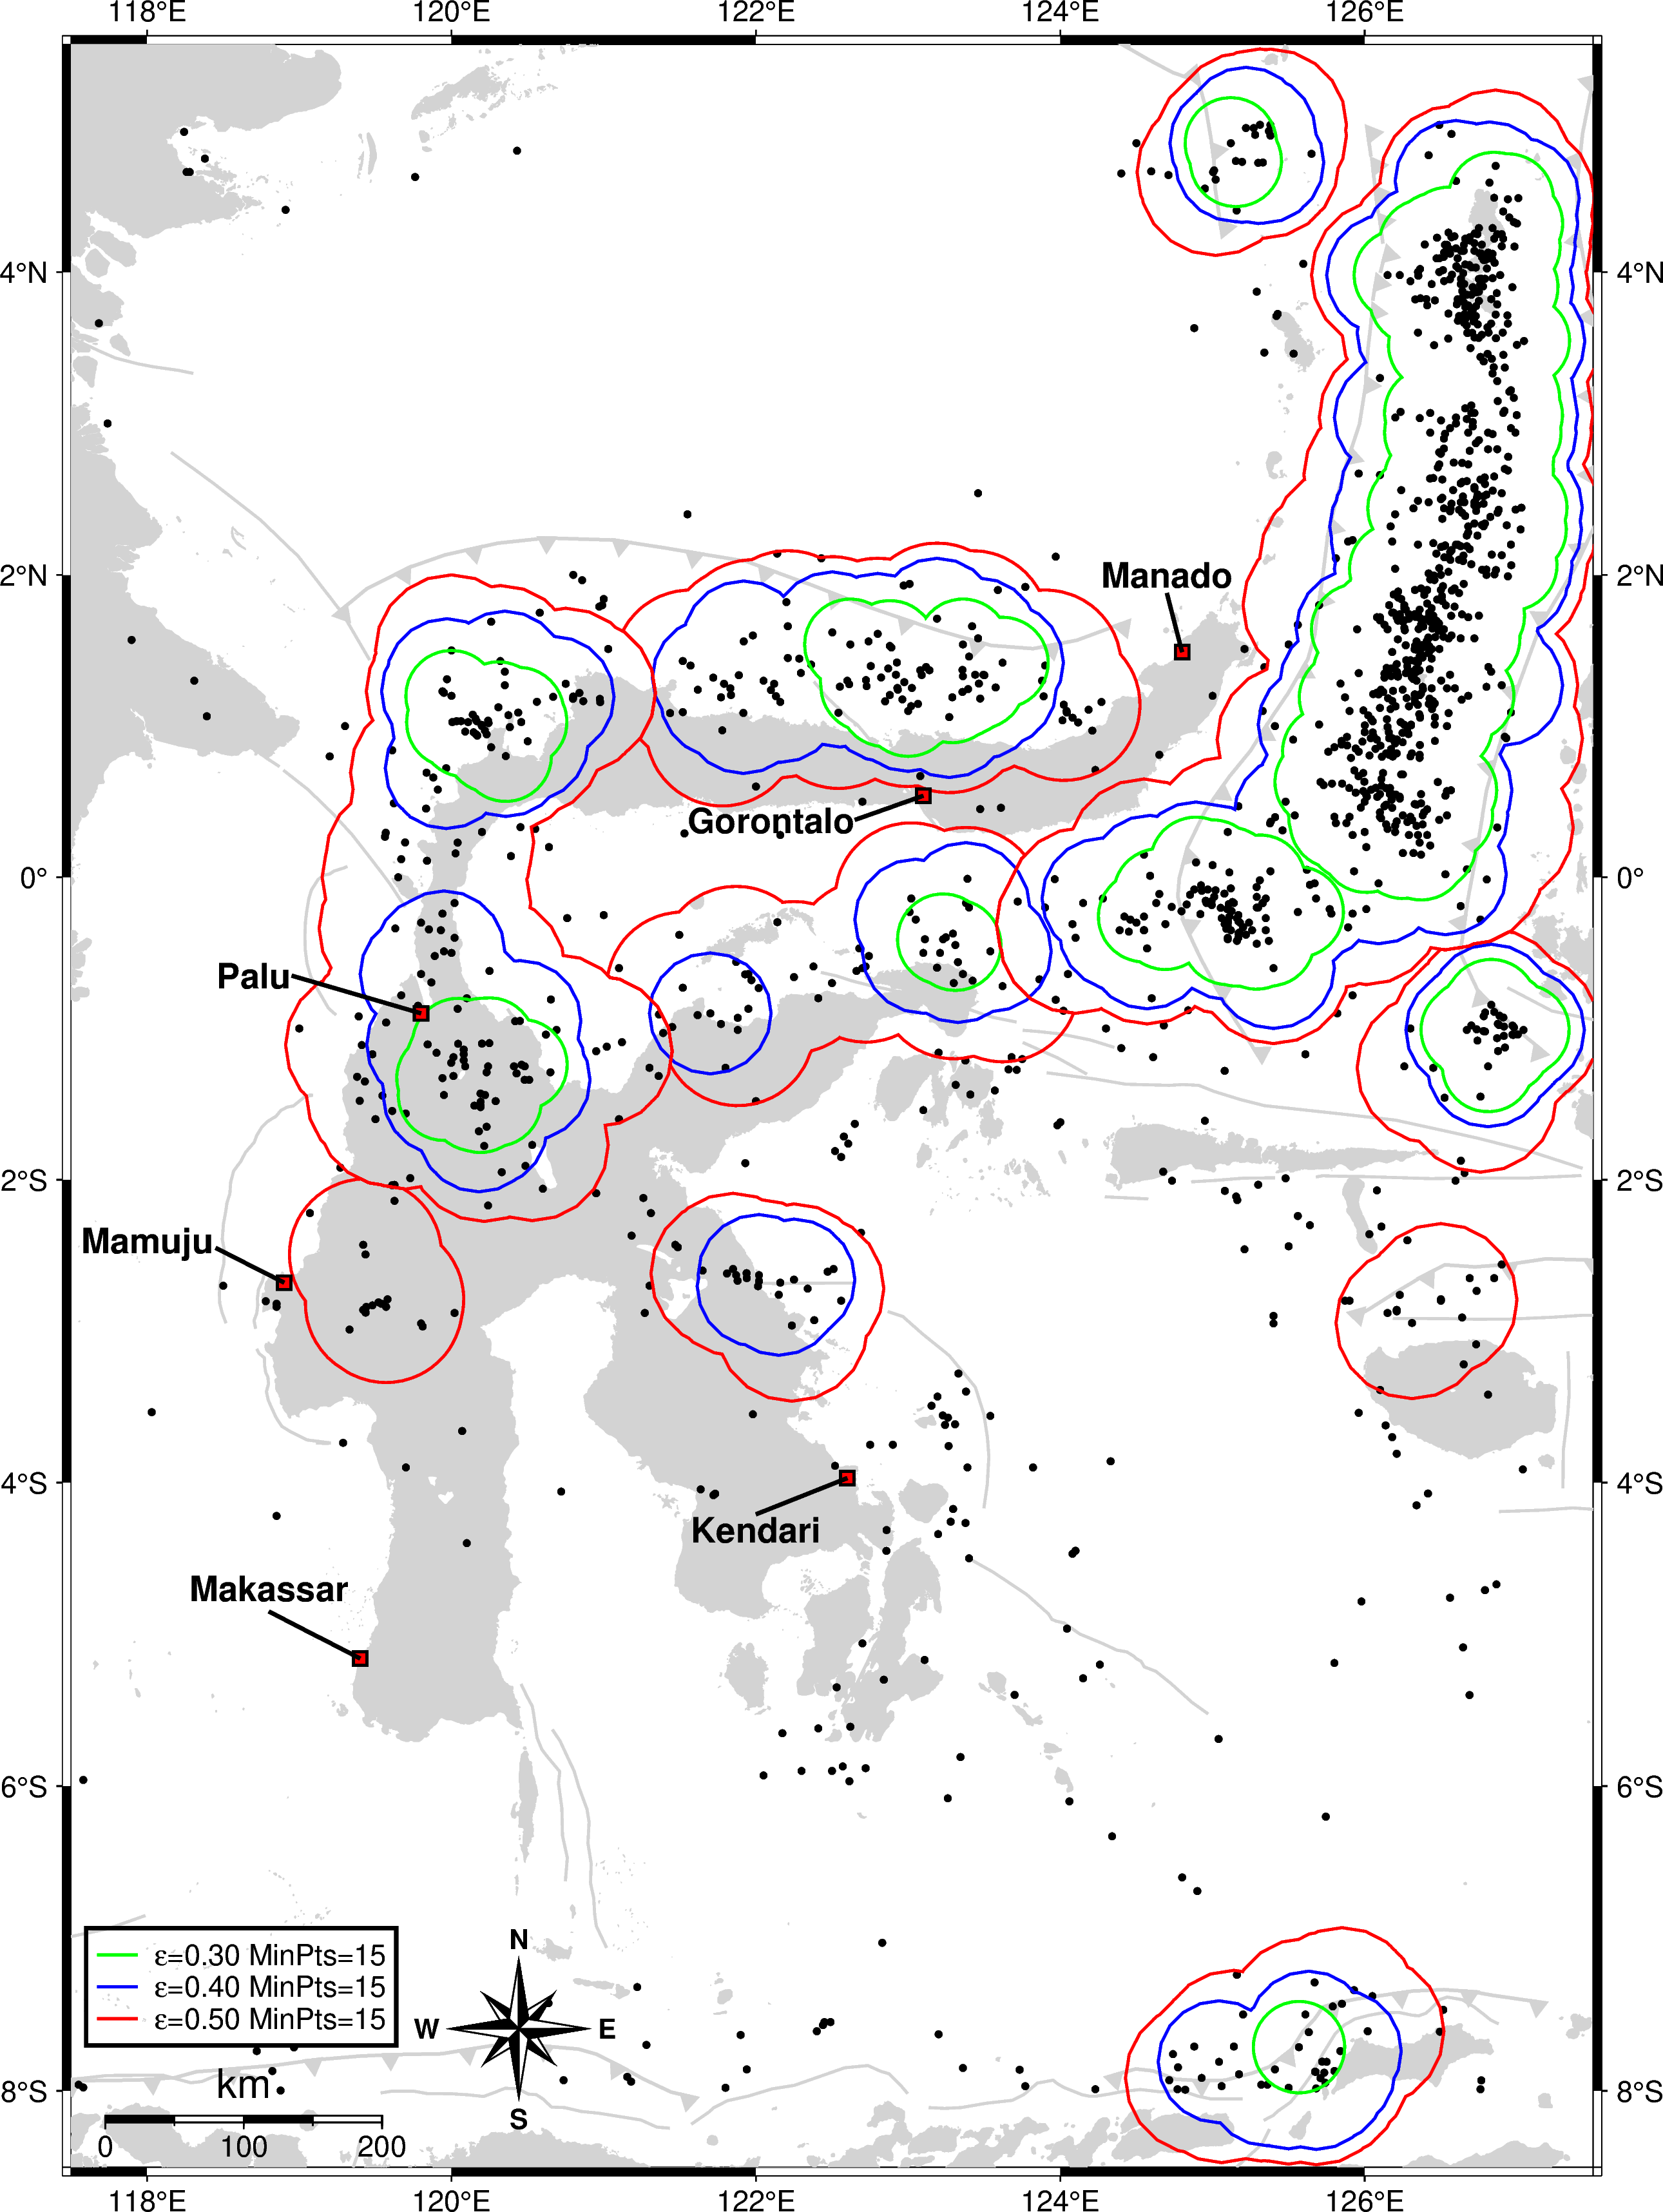 118°E 120°E 122°E 124°E 126°E
4°N 4°N
2°N 2°N
Manado
Gorontalo
0° 0°
Palu
2°S 2°S
Mamuju
4°S 4°S
Kendari
Makassar
6°S 6°S
N
ε=0.30 MinPts=15
ε=0.40 MinPts=15
W E
ε=0.50 MinPts=15
km
8°S 8°S
S
0 100 200
118°E 120°E 122°E 124°E 126°E